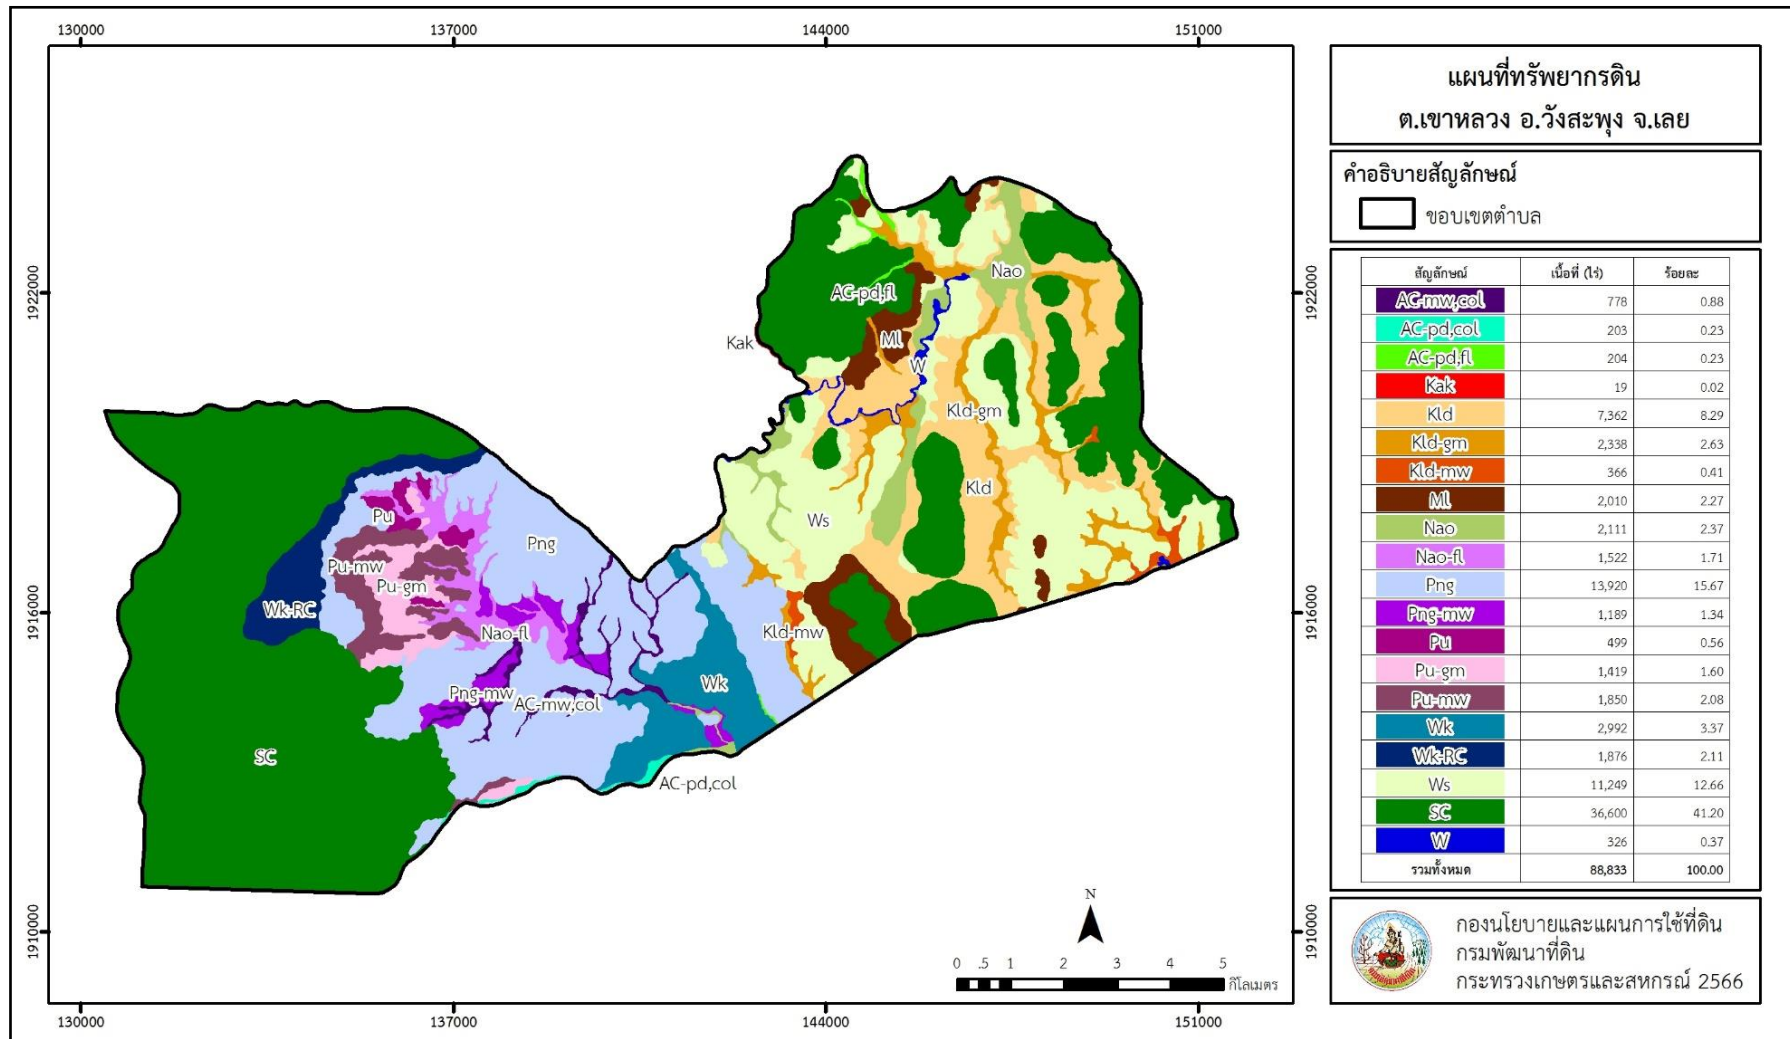 130000
137000
144000
151000
แผนที่ทรัพยากรดิน
ต.เขาหลวง อ.วังสะพุง จ.เลย
คำอธิบายสัญลักษณ์
ขอบเขตตำบล
สัญลักษณ์ เนื้อที่ (ไร่) ร้อยละ
AC-mw,col 778 0.88
AC-pd,col 203 0.23
AC-pd,fl 204 0.23
Kak 19 0.02
Kld 7,362 8.29
Kld-gm 2,338 2.63
Kld-mw 366 0.41
Ml 2,010 2.27
Nao 2,111 2.37
Nao-fl 1,522 1.71
Png 13,920 15.67
Png-mw 1,189 1.34
Pu 499 0.56
Pu-gm 1,419 1.60
Pu-mw 1,850 2.08
Wk 2,992 3.37
Wk-RC 1,876 2.11
Ws 11,249 12.66
SC 36,600 41.20
W 326 0.37
รวมทั้งหมด 88,833 100.00
กองนโยบายและแผนการใช้ที่ดิน
กรมพัฒนาที่ดิน
กระทรวงเกษตรและสหกรณ์ 2566
1922000
1922000
Nao
AC-pd,fl
Kak
Ml
W
Kld-gm
Kld
Pu
Ws
Png
Pu-mw
Pu-gm
Wk-RC
1916000
1916000
Nao-fl
Kld-mw
Png-mw
AC-mw,col
Wk
SC
AC-pd,col
N
1910000
1910000
0 .5 1 2 3 4 5
กิโลเมตร
130000
137000
144000
151000